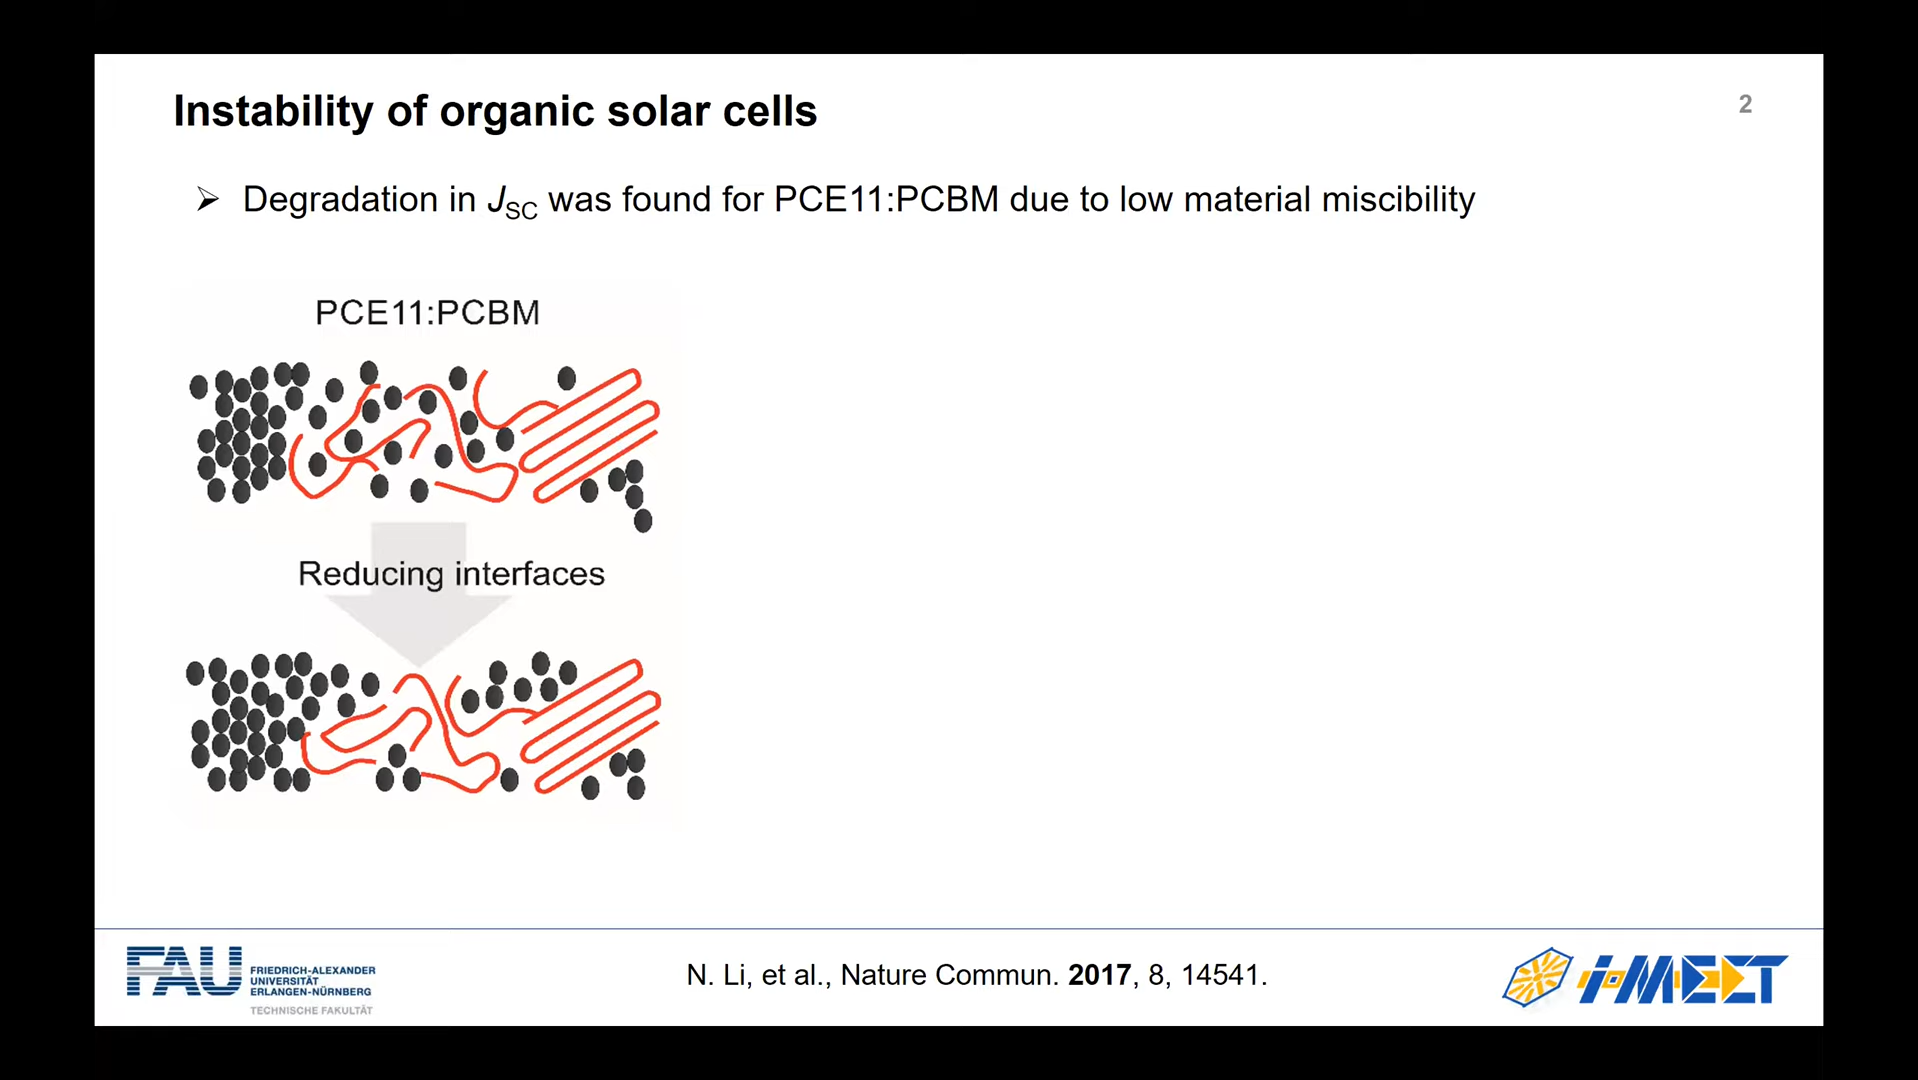 Instability of organic solar cells
2
➢ Degradation in JSC was found for PCE11:PCBM due to low material miscibility
PCE11:PCBM
Reducing interfaces
FAU
FRIEDRICH-ALEXANDER
UNIVERSITÄT
ERLANGEN-NÜRNBERG
TECHNISCHE FAKULTÄT
N. Li, et al., Nature Commun. 2017, 8, 14541.
i-MEET